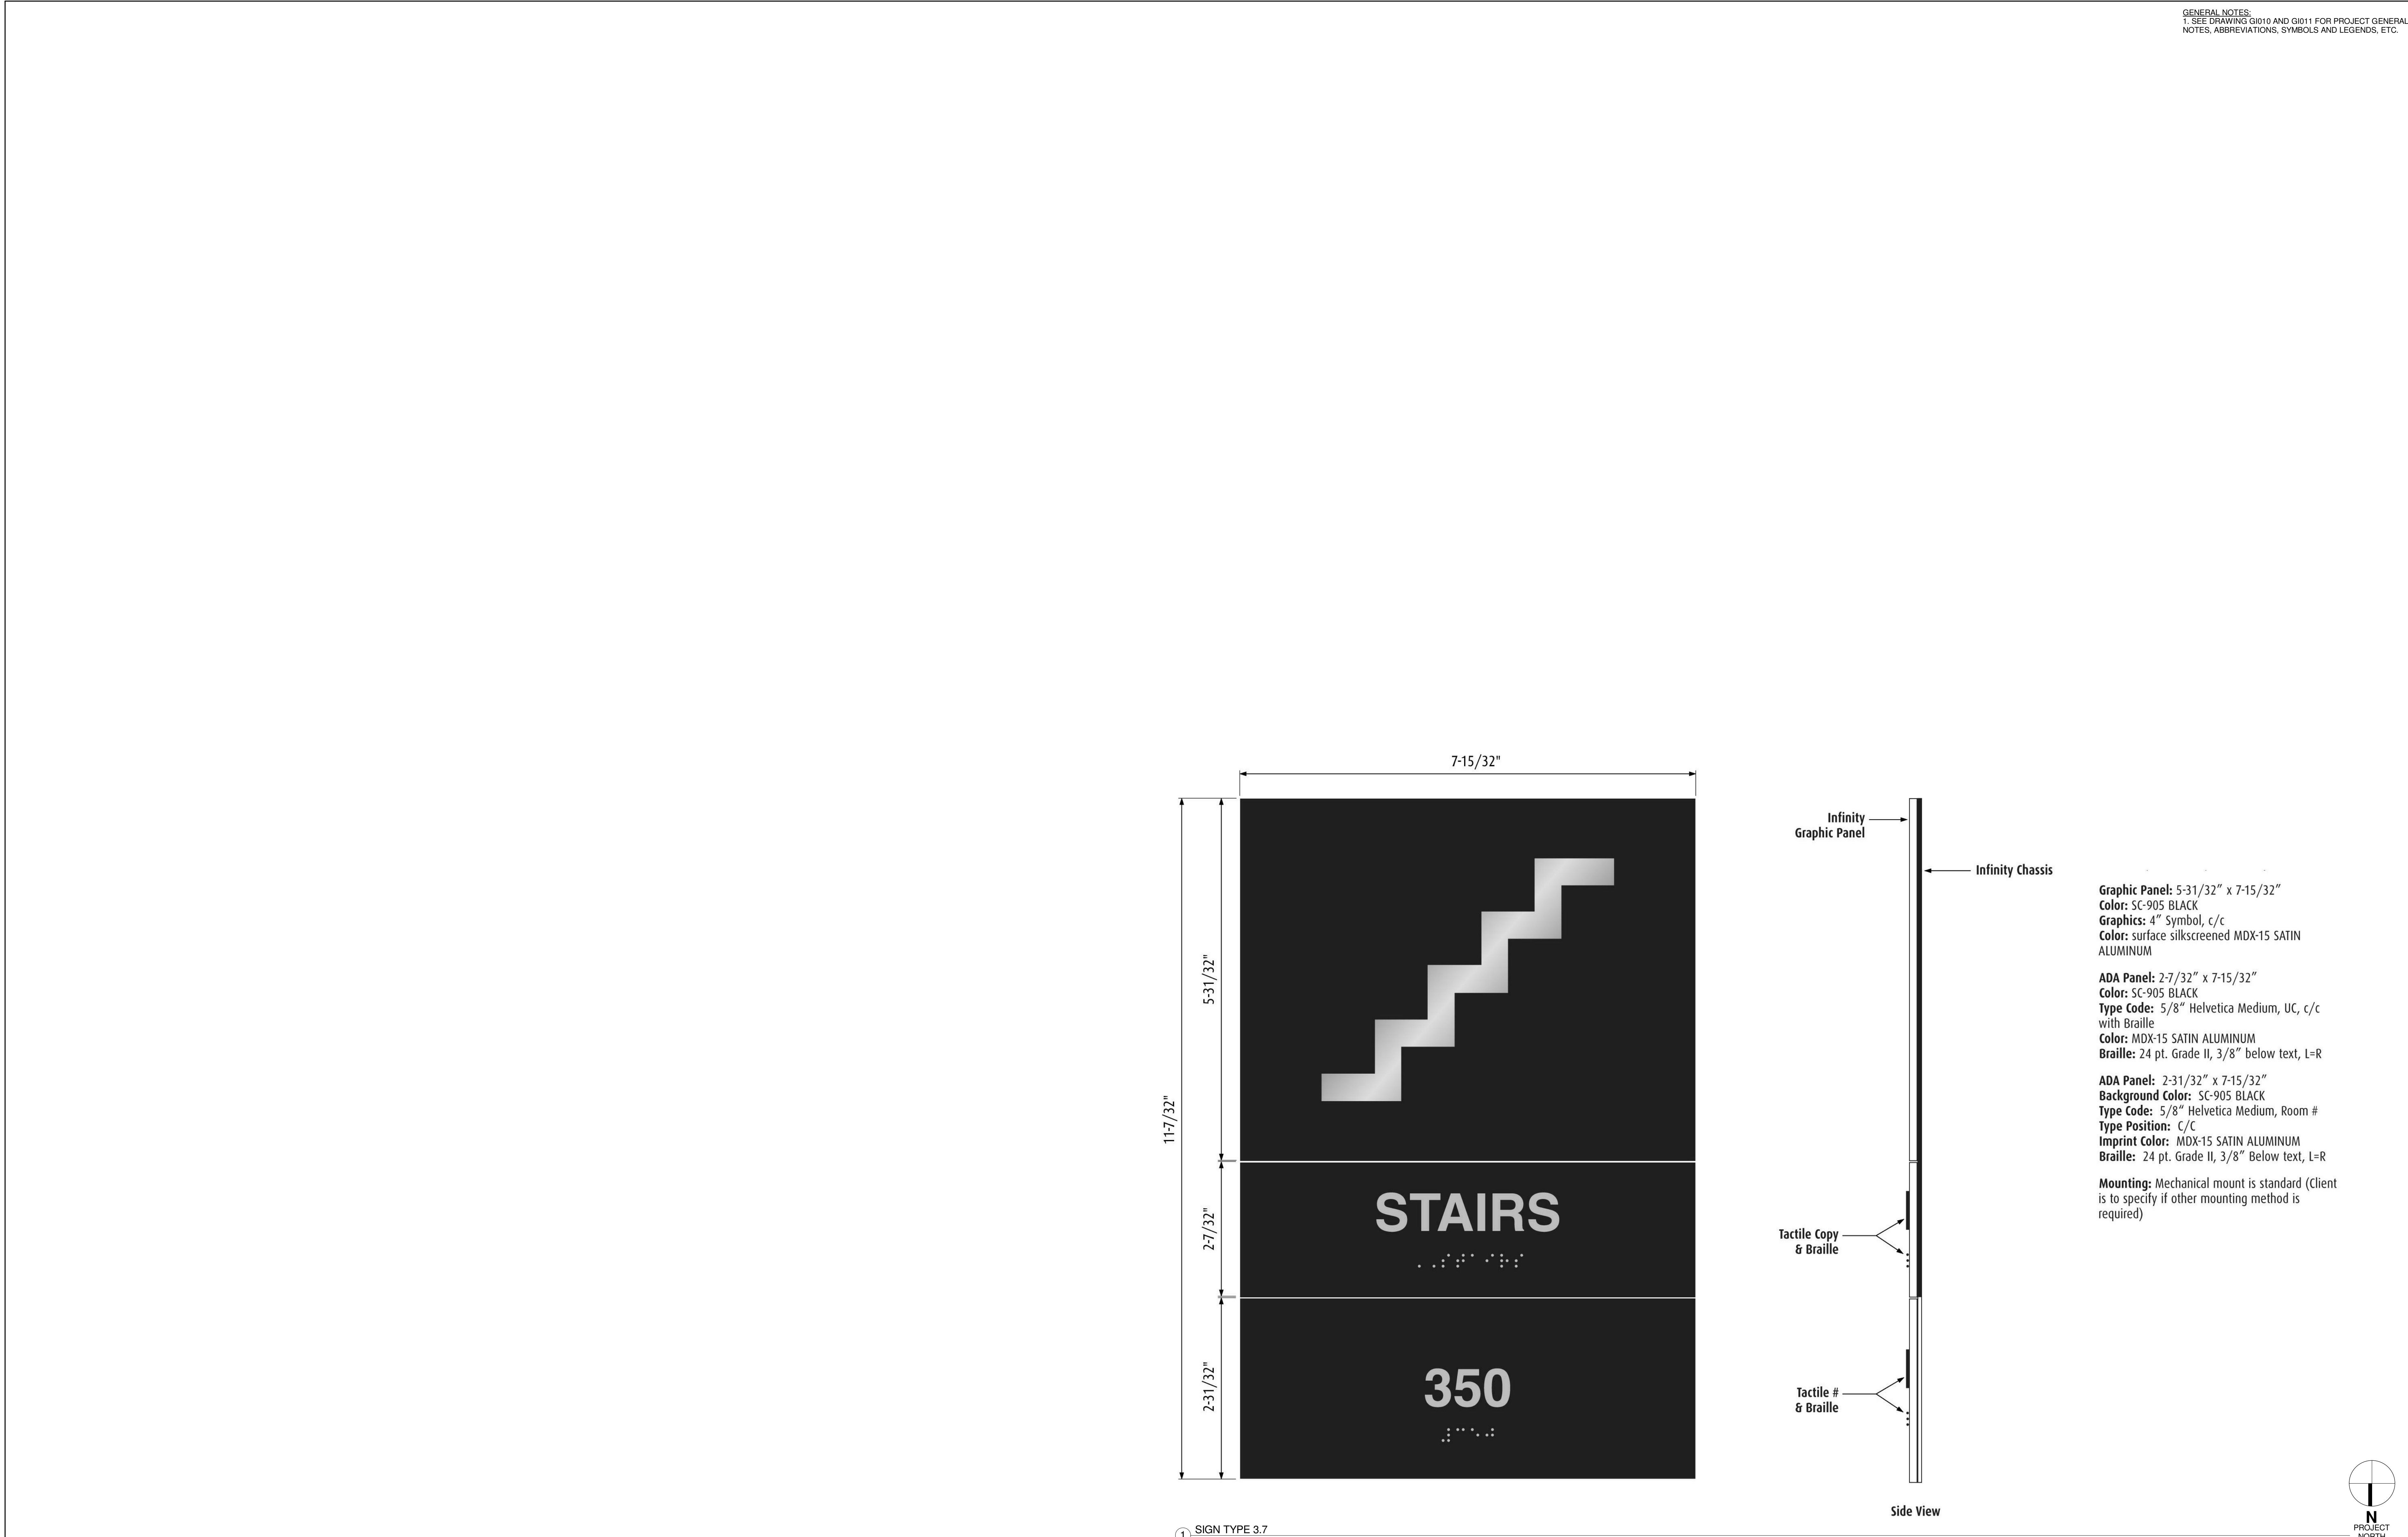 GENERAL NOTES:
1. SEE DRAWING GI010 AND GI011 FOR PROJECT GENERAL
NOTES, ABBREVIATIONS, SYMBOLS AND LEGENDS, ETC.
7-15/32"
11-7/32"
5-31/32"
2-7/32"
2-31/32"
STAIRS
350
Infinity
Graphic Panel
Infinity Chassis
Tactile Copy
& Braille
Tactile #
& Braille
Side View
Graphic Panel: 5-31/32” x 7-15/32”
Color: SC-905 BLACK
Graphics: 4” Symbol, c/c
Color: surface silkscreened MDX-15 SATIN
ALUMINUM
ADA Panel: 2-7/32” x 7-15/32”
Color: SC-905 BLACK
Type Code: 5/8“ Helvetica Medium, UC, c/c
with Braille
Color: MDX-15 SATIN ALUMINUM
Braille: 24 pt. Grade II, 3/8” below text, L=R
ADA Panel: 2-31/32” x 7-15/32”
Background Color: SC-905 BLACK
Type Code: 5/8“ Helvetica Medium, Room #
Type Position: C/C
Imprint Color: MDX-15 SATIN ALUMINUM
Braille: 24 pt. Grade II, 3/8” Below text, L=R
Mounting: Mechanical mount is standard (Client
is to specify if other mounting method is
required)
1 SIGN TYPE 3.7
N
PROJECT
NORTH